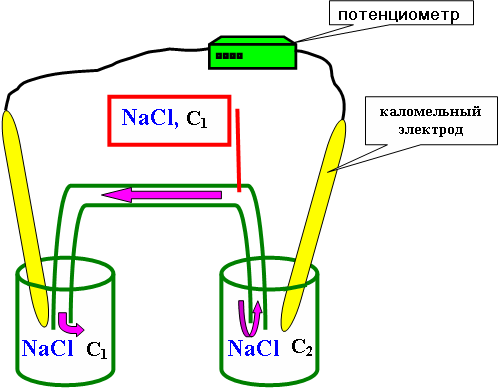 потенциометр
NaCl, C₁
каломельный
электрод
NaCl C₁
NaCl C₂